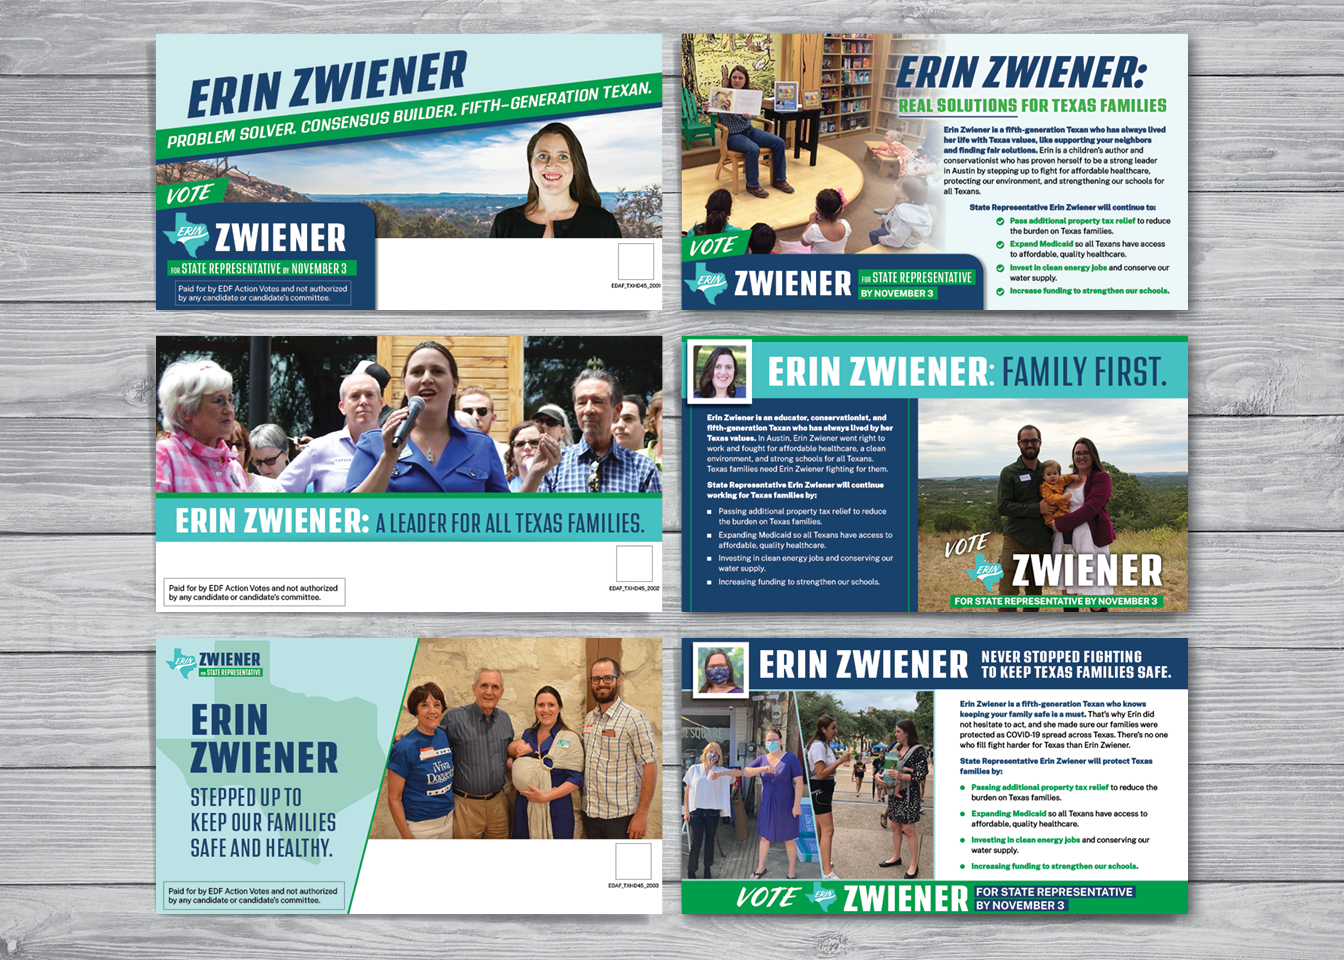 ERIN ZWIENER
PROBLEM SOLVER. CONSENSUS BUILDER. FIFTH-GENERATION TEXAN.
VOTE
ERIN
ZWIENER
FOR STATE REPRESENTATIVE BY NOVEMBER 3
Paid for by EDF Action Votes and not authorized
by any candidate or candidate's committee.
EDAF_TXHD45_2001
ERIN ZWIENER:
REAL SOLUTIONS FOR TEXAS FAMILIES
Erin Zwiener is a fifth-generation Texan who has always lived
her life with Texas values, like supporting your neighbors
and finding fair solutions. Erin is a children's author and
conservationist who has proven herself to be a strong leader
in Austin by stepping up to fight for affordable healthcare,
protecting our environment, and strengthening our schools for
all Texans.
State Representative Erin Zwiener will continue to:
Pass additional property tax relief to reduce
the burden on Texas families.
Expand Medicaid so all Texans have access
to affordable, quality healthcare.
Invest in clean energy jobs and conserve our
water supply.
Increase funding to strengthen our schools.
VOTE
ERIN
ZWIENER
FOR STATE REPRESENTATIVE
BY NOVEMBER 3
ERIN ZWIENER: A LEADER FOR ALL TEXAS FAMILIES.
Paid for by EDF Action Votes and not authorized
by any candidate or candidate's committee.
EDAF_TXHD45_2002
ERIN ZWIENER: FAMILY FIRST.
Erin Zwiener is an educator, conservationist, and
fifth-generation Texan who has always lived by her
Texas values. In Austin, Erin Zwiener went right to
work and fought for affordable healthcare, a clean
environment, and strong schools for all Texans.
Texas families need Erin Zwiener fighting for them.
State Representative Erin Zwiener will continue
working for Texas families by:
Passing additional property tax relief to reduce
the burden on Texas families.
Expanding Medicaid so all Texans have access to
affordable, quality healthcare.
Investing in clean energy jobs and conserving our
water supply.
Increasing funding to strengthen our schools.
VOTE
ERIN
ZWIENER
FOR STATE REPRESENTATIVE BY NOVEMBER 3
ERIN
ZWIENER
FOR STATE REPRESENTATIVE
ERIN
ZWIENER
STEPPED UP TO
KEEP OUR FAMILIES
SAFE AND HEALTHY.
¡Viva
Paid for by EDF Action Votes and not authorized
by any candidate or candidate's committee.
EDAF_TXHD45_2003
ERIN ZWIENER
NEVER STOPPED FIGHTING
TO KEEP TEXAS FAMILIES SAFE.
Erin Zwiener is a fifth-generation Texan who knows
keeping your family safe is a must. That's why Erin did
not hesitate to act, and she made sure our families were
protected as COVID-19 spread across Texas. There's no one
who fill fight harder for Texas than Erin Zwiener.
State Representative Erin Zwiener will protect Texas
families by:
Passing additional property tax relief to reduce the
burden on Texas families.
Expanding Medicaid so all Texans have access to
affordable, quality healthcare.
Investing in clean energy jobs and conserving our
water supply.
Increasing funding to strengthen our schools.
VOTE
ERIN
ZWIENER
FOR STATE REPRESENTATIVE
BY NOVEMBER 3